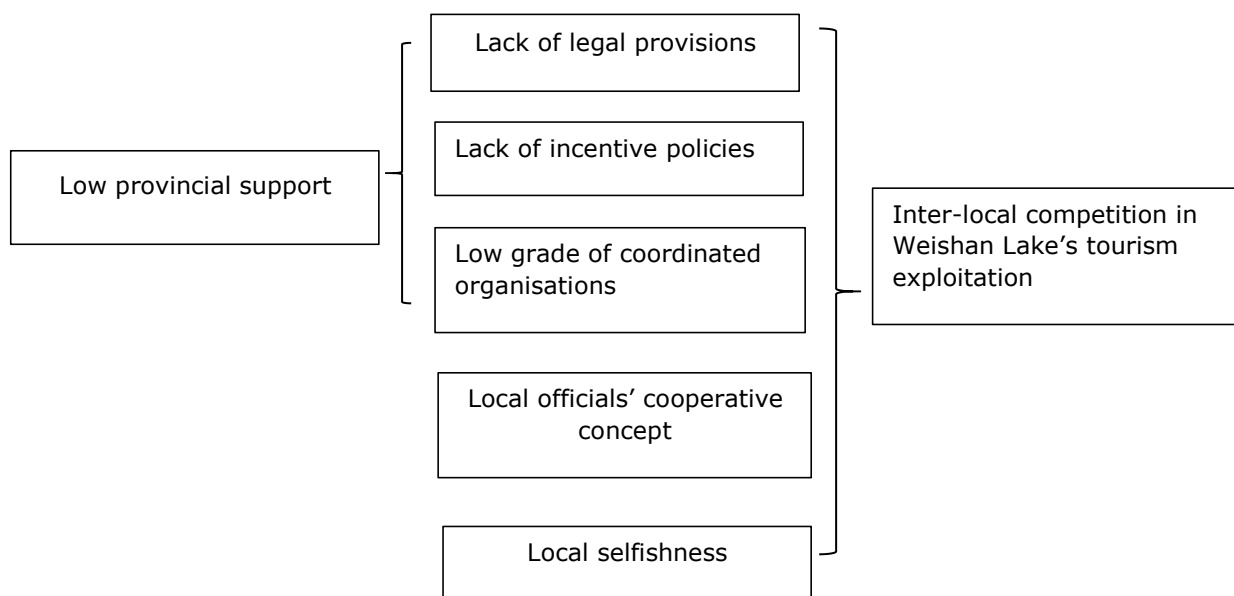 Lack of legal provisions
Lack of incentive policies
Low provincial support
Low grade of coordinated
organisations
Inter-local competition in
Weishan Lake’s tourism
exploitation
Local officials’ cooperative
concept
Local selfishness